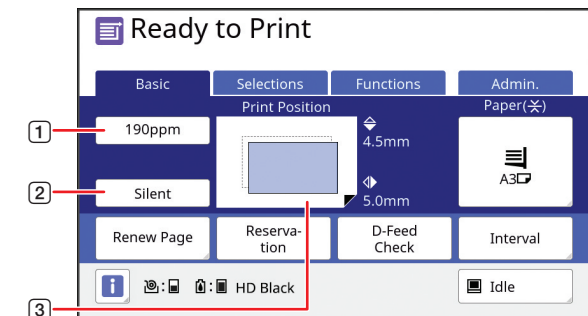 Ready to Print
Basic Selections Functions Admin.
Print Position Paper( )
1 190ppm 4.5mm
A3
2 Silent 5.0mm
Renew Page Reserva-
tion D-Feed
Check Interval
i : : HD Black Idle
3